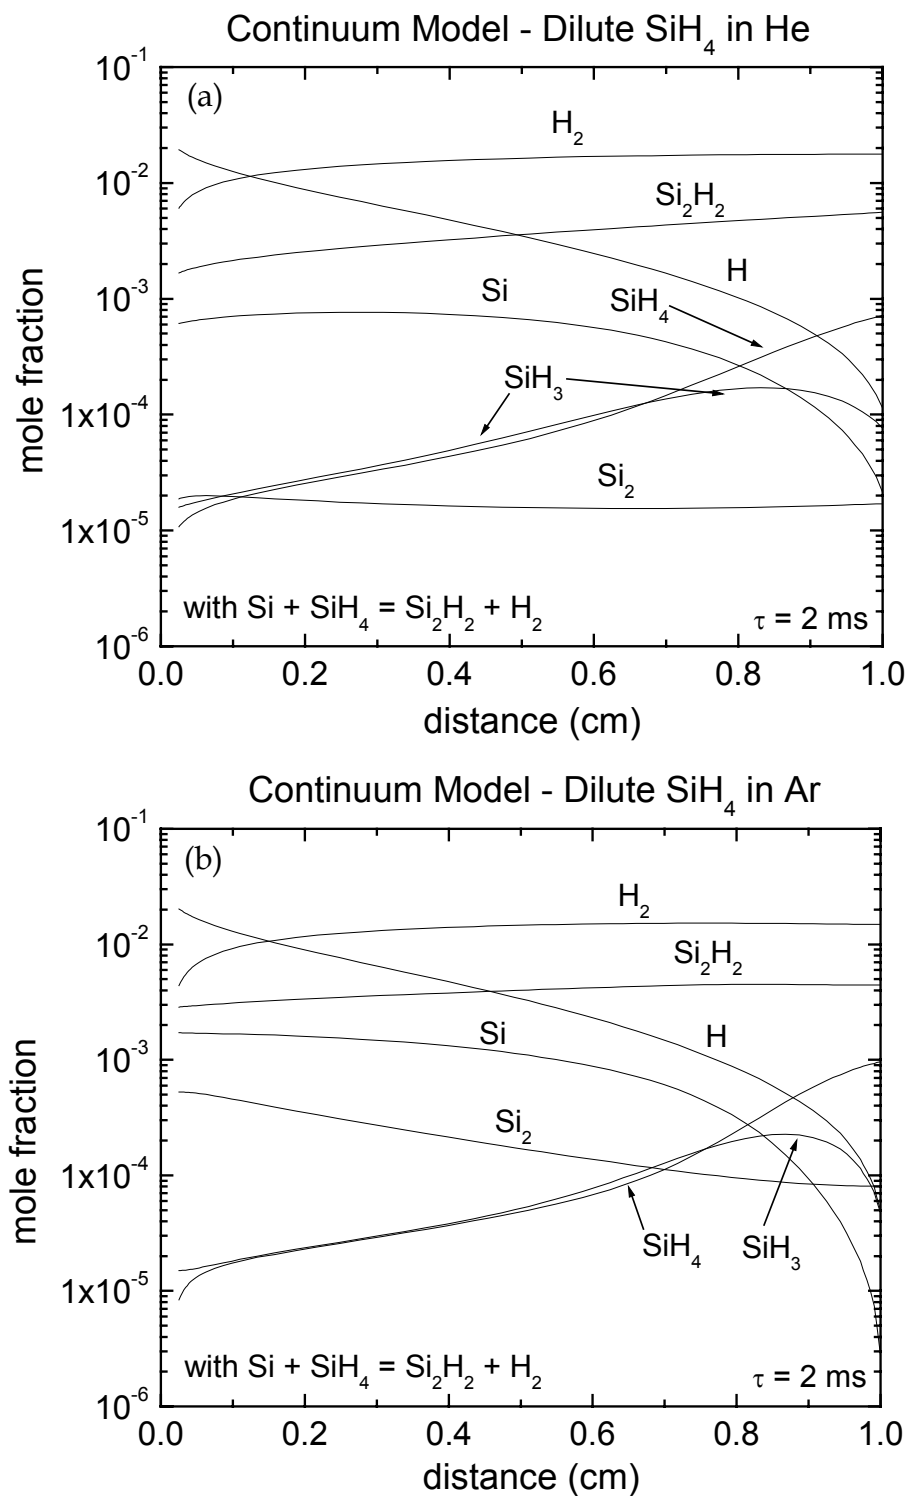 Continuum Model - Dilute SiH₄ in He
(a)
10⁻¹
10⁻²
10⁻³
1x10⁻⁴
1x10⁻⁵
10⁻⁶
mole fraction
H₂
Si₂H₂
H
Si
SiH₄
SiH₃
Si₂
with Si + SiH₄ = Si₂H₂ + H₂
τ = 2 ms
0.0 0.2 0.4 0.6 0.8 1.0
distance (cm)
Continuum Model - Dilute SiH₄ in Ar
(b)
10⁻¹
10⁻²
10⁻³
1x10⁻⁴
1x10⁻⁵
10⁻⁶
mole fraction
H₂
Si₂H₂
Si
H
Si₂
SiH₄
SiH₃
with Si + SiH₄ = Si₂H₂ + H₂
τ = 2 ms
0.0 0.2 0.4 0.6 0.8 1.0
distance (cm)